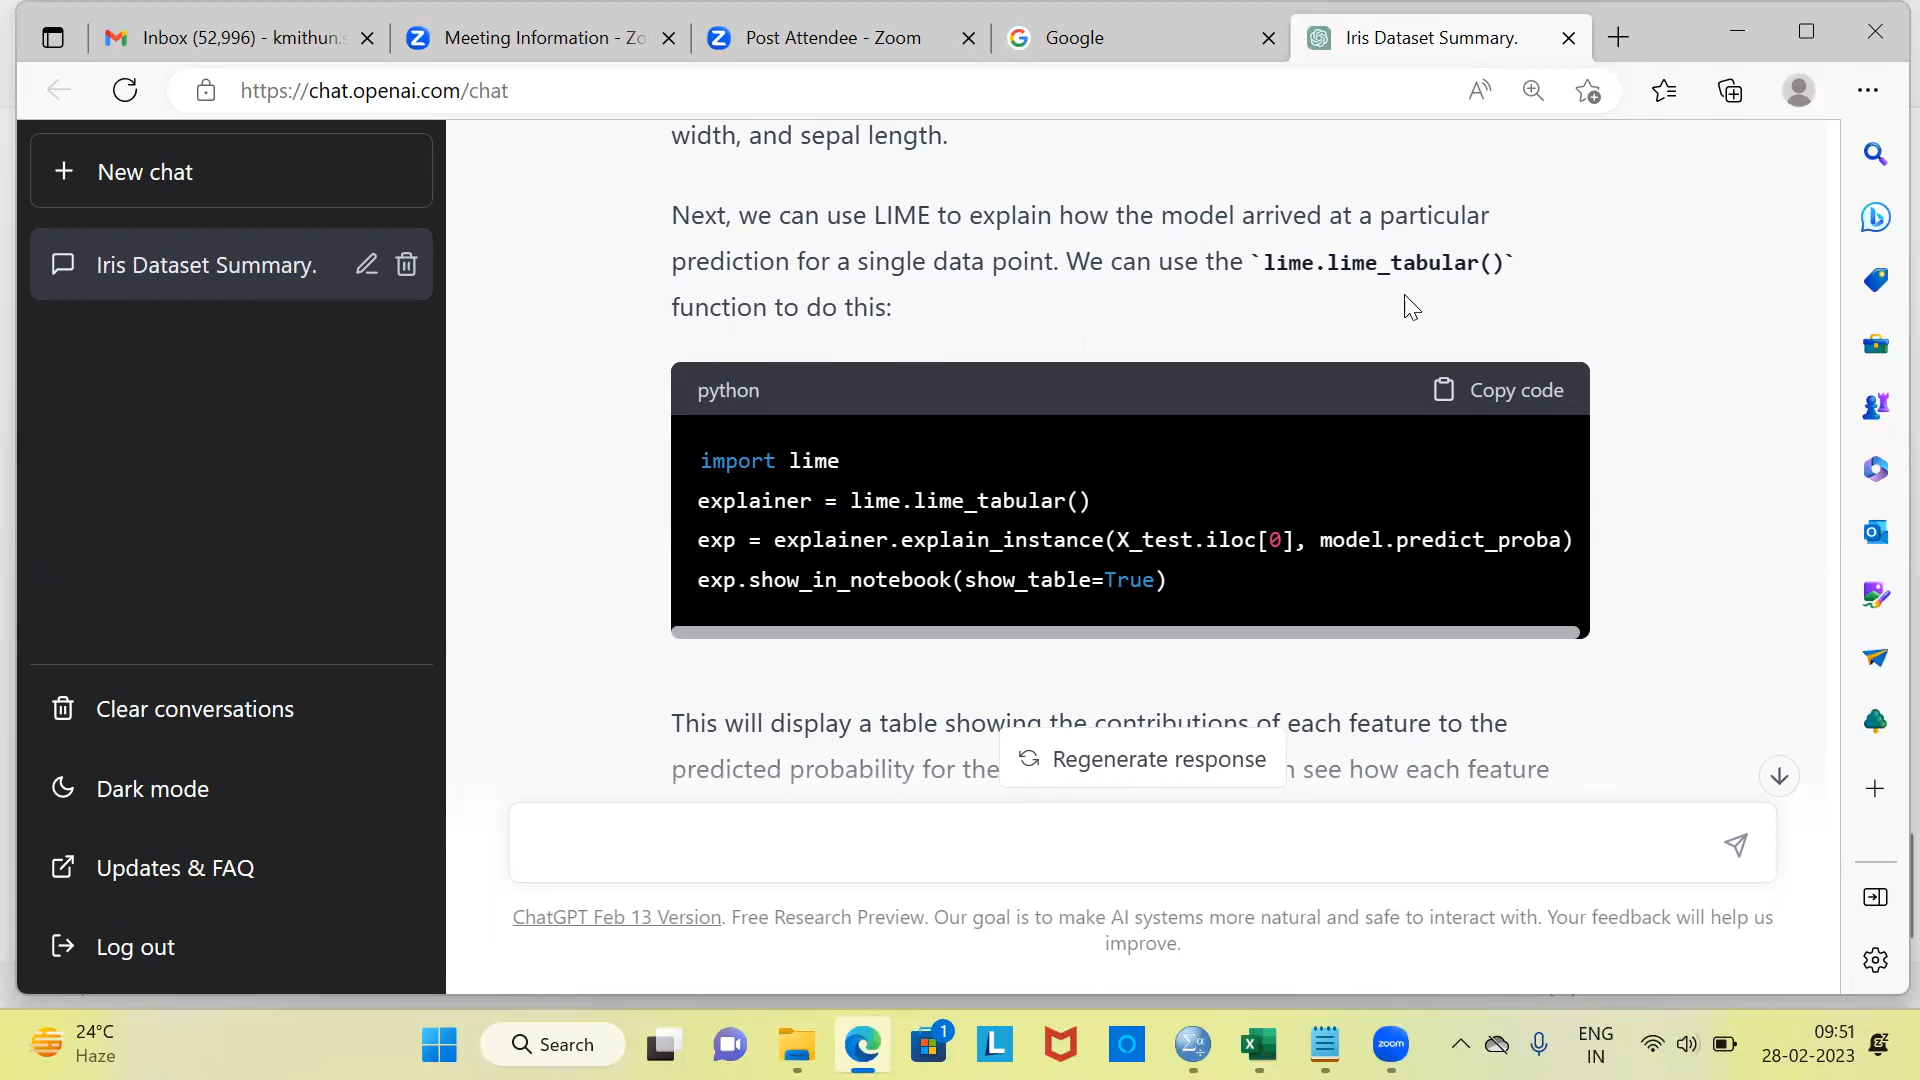 Inbox (52,996) - kmithun.s
Meeting Information - Zo
Post Attendee - Zoom
Google
Iris Dataset Summary.
https://chat.openai.com/chat
New chat
Iris Dataset Summary.
Clear conversations
Dark mode
Updates & FAQ
Log out
width, and sepal length.
Next, we can use LIME to explain how the model arrived at a particular
prediction for a single data point. We can use the `lime.lime_tabular()`
function to do this:
python
Copy code
import lime
explainer = lime.lime_tabular()
exp = explainer.explain_instance(X_test.iloc[0], model.predict_proba)
exp.show_in_notebook(show_table=True)
This will display a table showing the contributions of each feature to the
predicted probability for the see how each feature
Regenerate response
ChatGPT Feb 13 Version. Free Research Preview. Our goal is to make AI systems more natural and safe to interact with. Your feedback will help us
improve.
24°C
Haze
Search
1
L
zoom
ENG
IN
09:51
28-02-2023